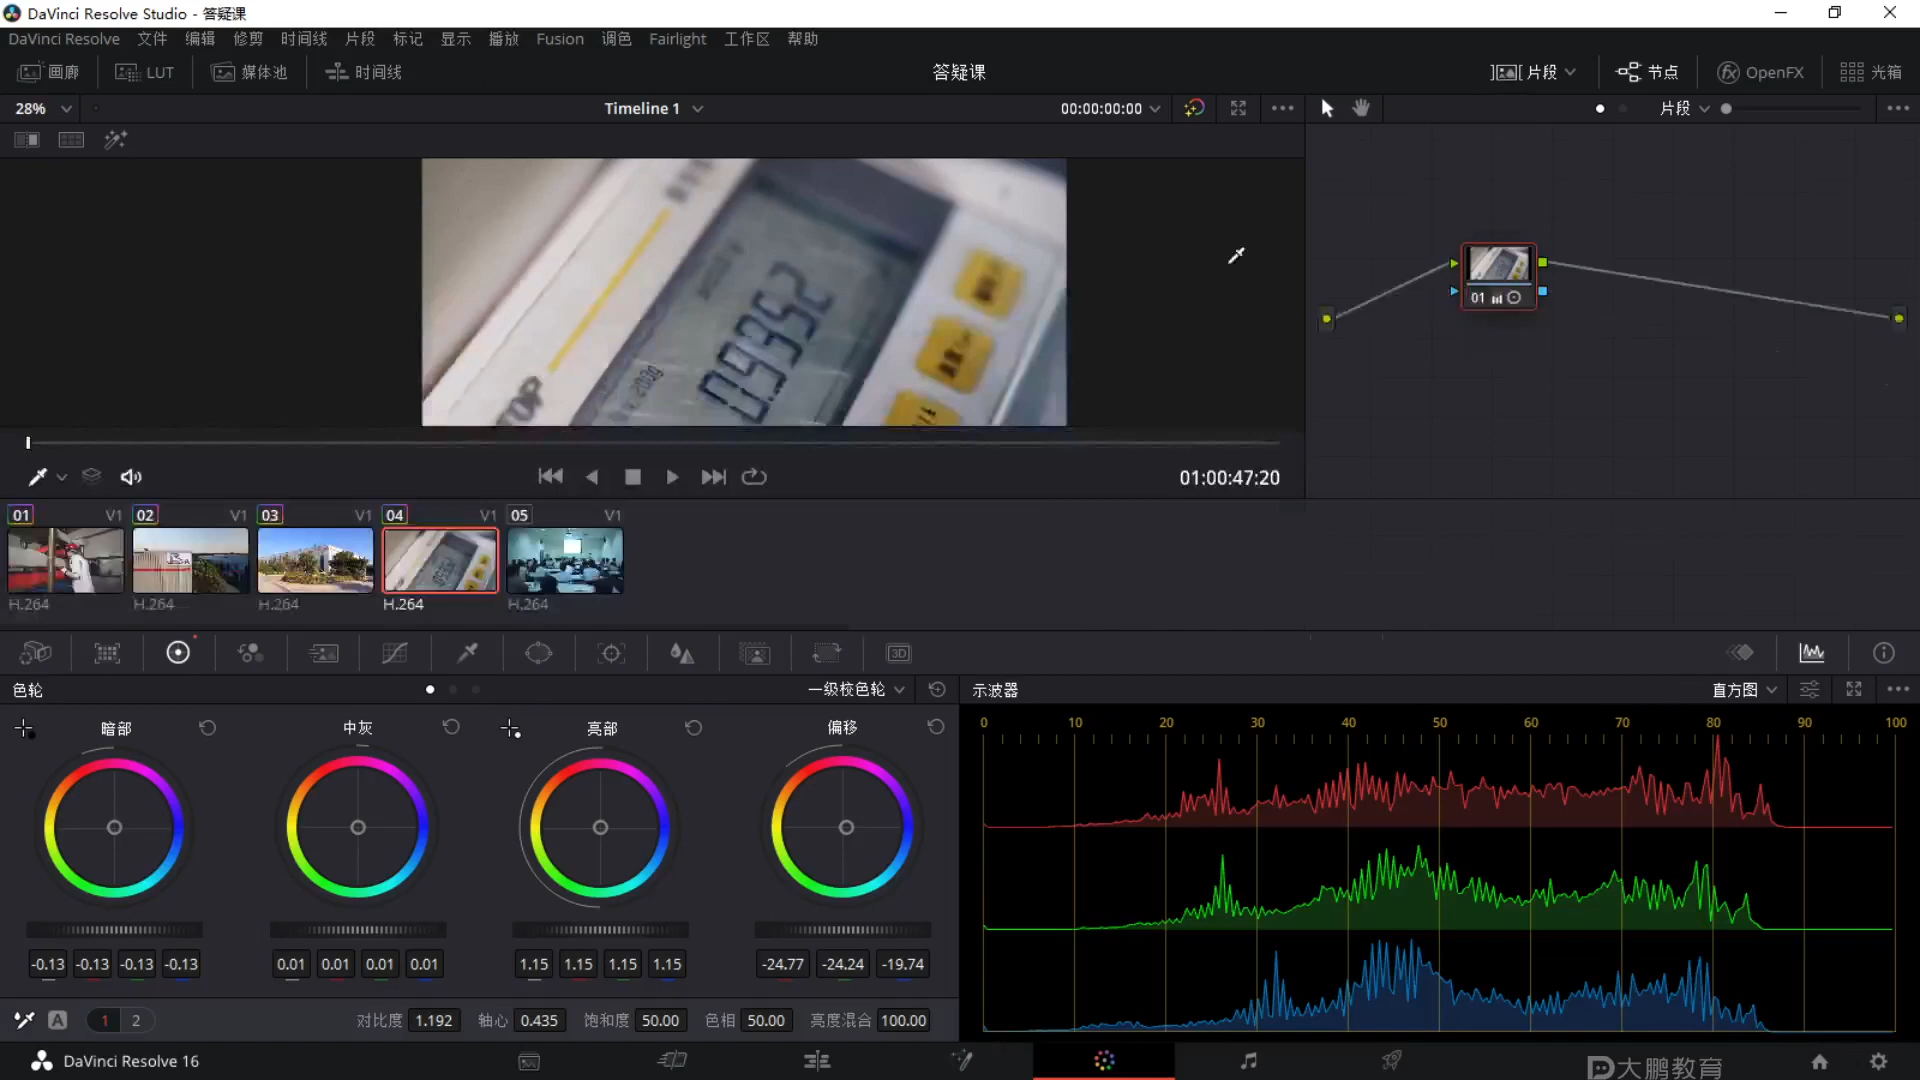 DaVinci Resolve Studio - 答疑课
DaVinci Resolve 文件 编辑 修剪 时间线 片段 标记 显示 播放 Fusion 调色 Fairlight 工作区 帮助
画廊 LUT 媒体池 时间线 答疑课 片段 节点 OpenFX 光箱
28% Timeline 1 00:00:00:00 片段
0.9352
01
01:00:47:20
01 V1 02 V1 03 V1 04 V1 05 V1
H.264 H.264 H.264 H.264 H.264
3D
色轮 一级校色轮 示波器 直方图
暗部 中灰 亮部 偏移
0 10 20 30 40 50 60 70 80 90 100
-0.13 -0.13 -0.13 -0.13 0.01 0.01 0.01 0.01 1.15 1.15 1.15 1.15 -24.77 -24.24 -19.74
A 1 2 对比度 1.192 轴心 0.435 饱和度 50.00 色相 50.00 亮度混合 100.00
DaVinci Resolve 16 大鹏教育